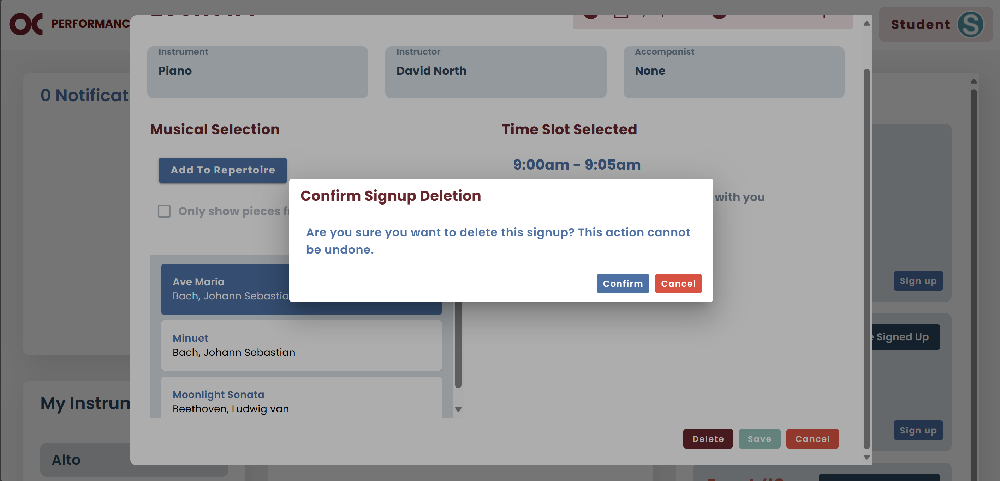 OC
PERFORMANC
Student
S
0 Notificati
Instrument
Piano
Instructor
David North
Accompanist
None
Musical Selection
Time Slot Selected
Add To Repertoire
9:00am - 9:05am
with you
Only show pieces
Confirm Signup Deletion
Are you sure you want to delete this signup? This action cannot
be undone.
Confirm
Cancel
Ave Maria
Bach, Johann Sebastia
Minuet
Bach, Johann Sebastian
Moonlight Sonata
Beethoven, Ludwig van
Sign up
Signed Up
Sign up
My Instrum
Alto
Delete
Save
Cancel